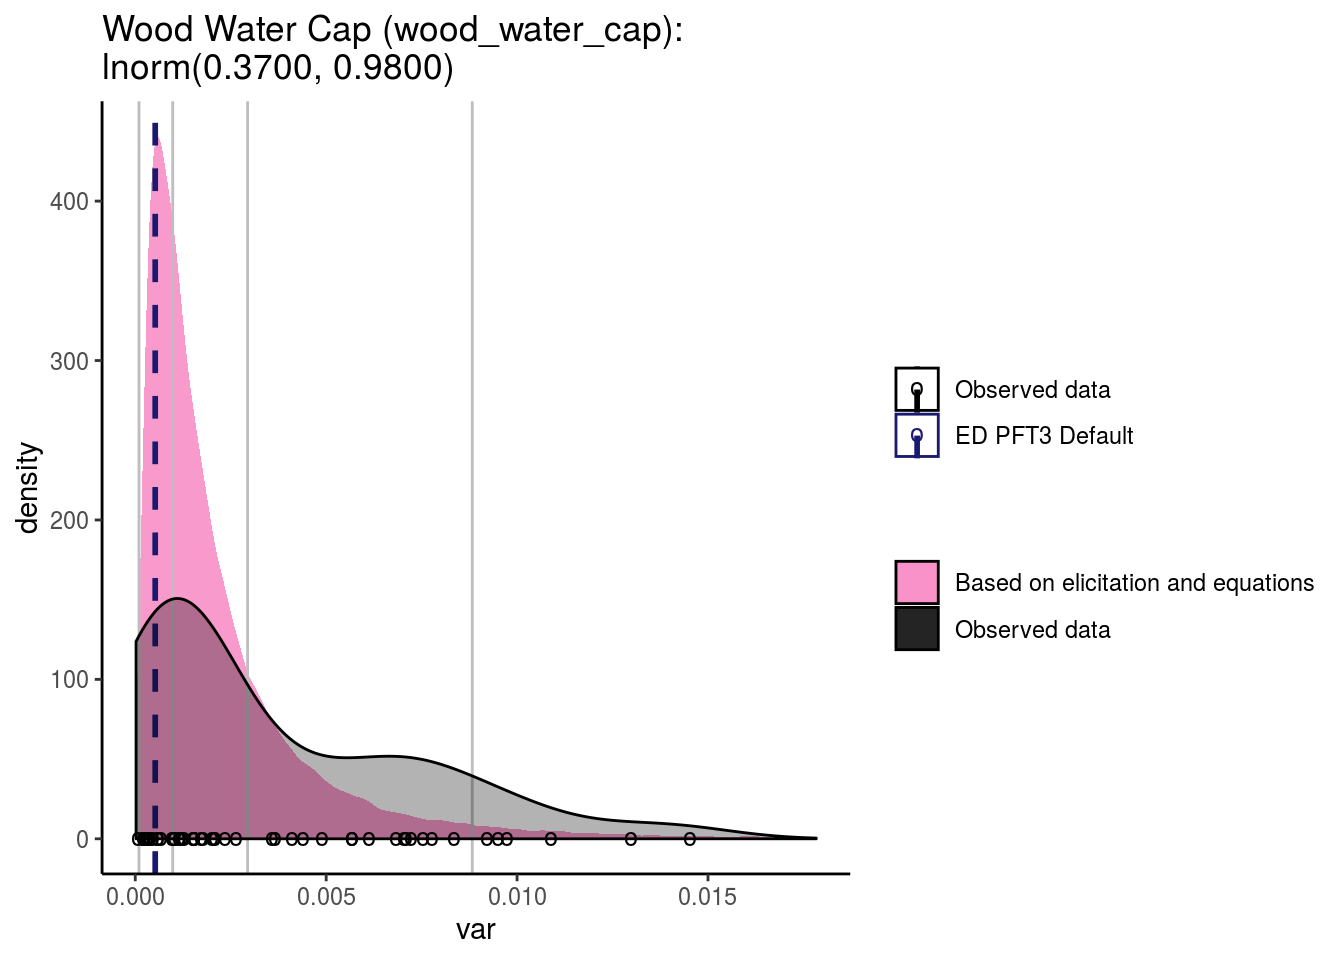 Wood Water Cap (wood_water_cap):
lnorm(0.3700, 0.9800)
density
400
300
200
100
0
0.000
0.005
0.010
0.015
var
Observed data
ED PFT3 Default
Based on elicitation and equations
Observed data